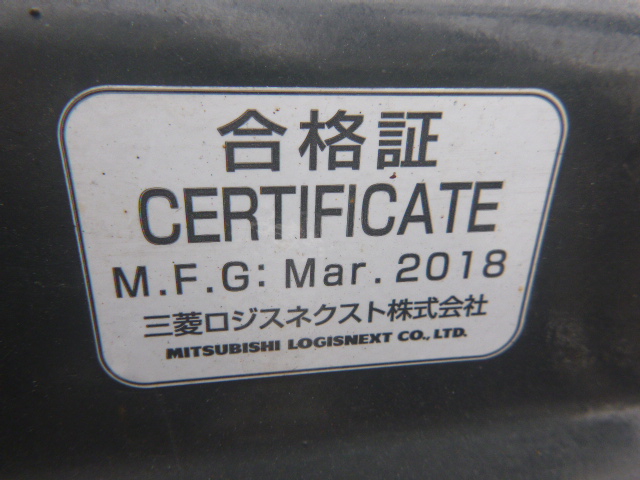 合格証
CERTIFICATE
M.F.G: Mar. 2018
三菱ロジスネクスト株式会社
MITSUBISHI LOGISNEXT CO., LTD.